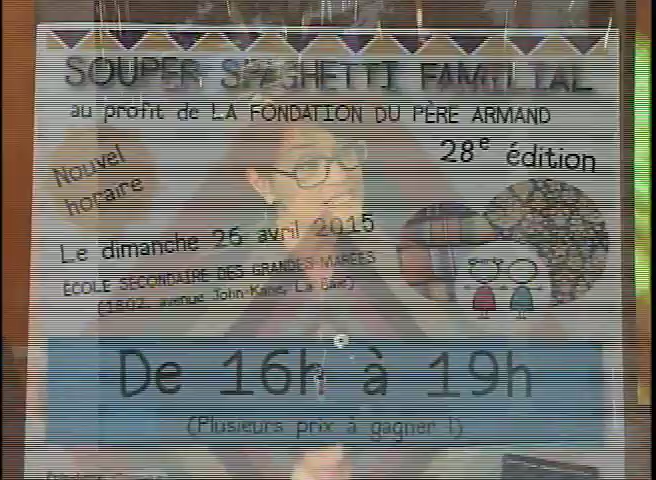 SOUPER SPAGHETTI FAMILIAL
au profit de LA FONDATION DU PÈRE ARMAND
28e édition
Nouvel
horaire
Le dimanche 26 avril 2015
ÉCOLE SECONDAIRE DES GRANDES-MARÉES
(1802, avenue John-Kane, La Baie)
De 16h à 19h
(Plusieurs prix à gagner !)